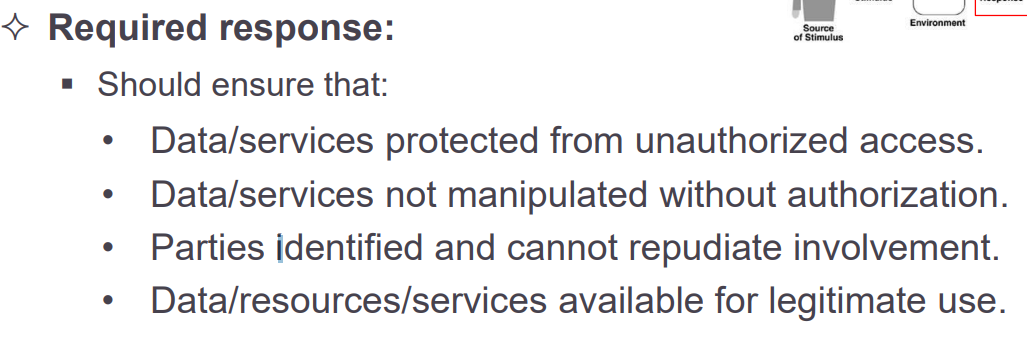 Source
of Stimulus
Environment
✧ Required response:
▪ Should ensure that:
• Data/services protected from unauthorized access.
• Data/services not manipulated without authorization.
• Parties identified and cannot repudiate involvement.
• Data/resources/services available for legitimate use.